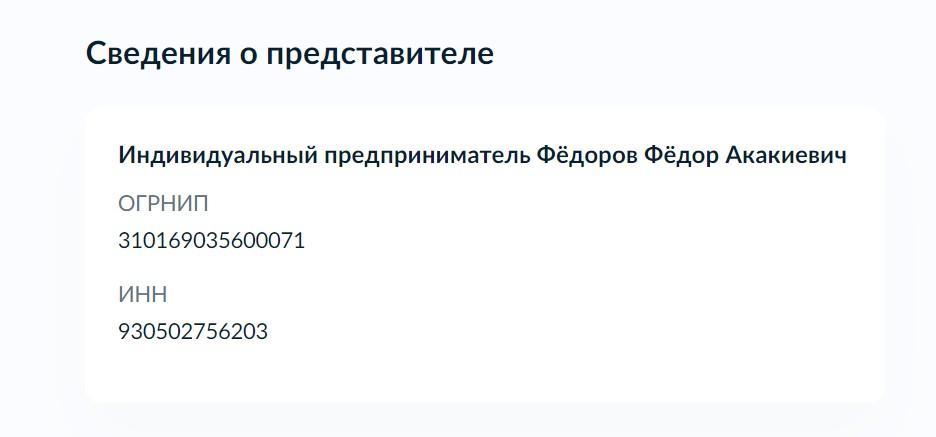 Сведения о представителе
Индивидуальный предприниматель Фёдоров Фёдор Акакиевич
ОГРНИП
310169035600071
ИНН
930502756203